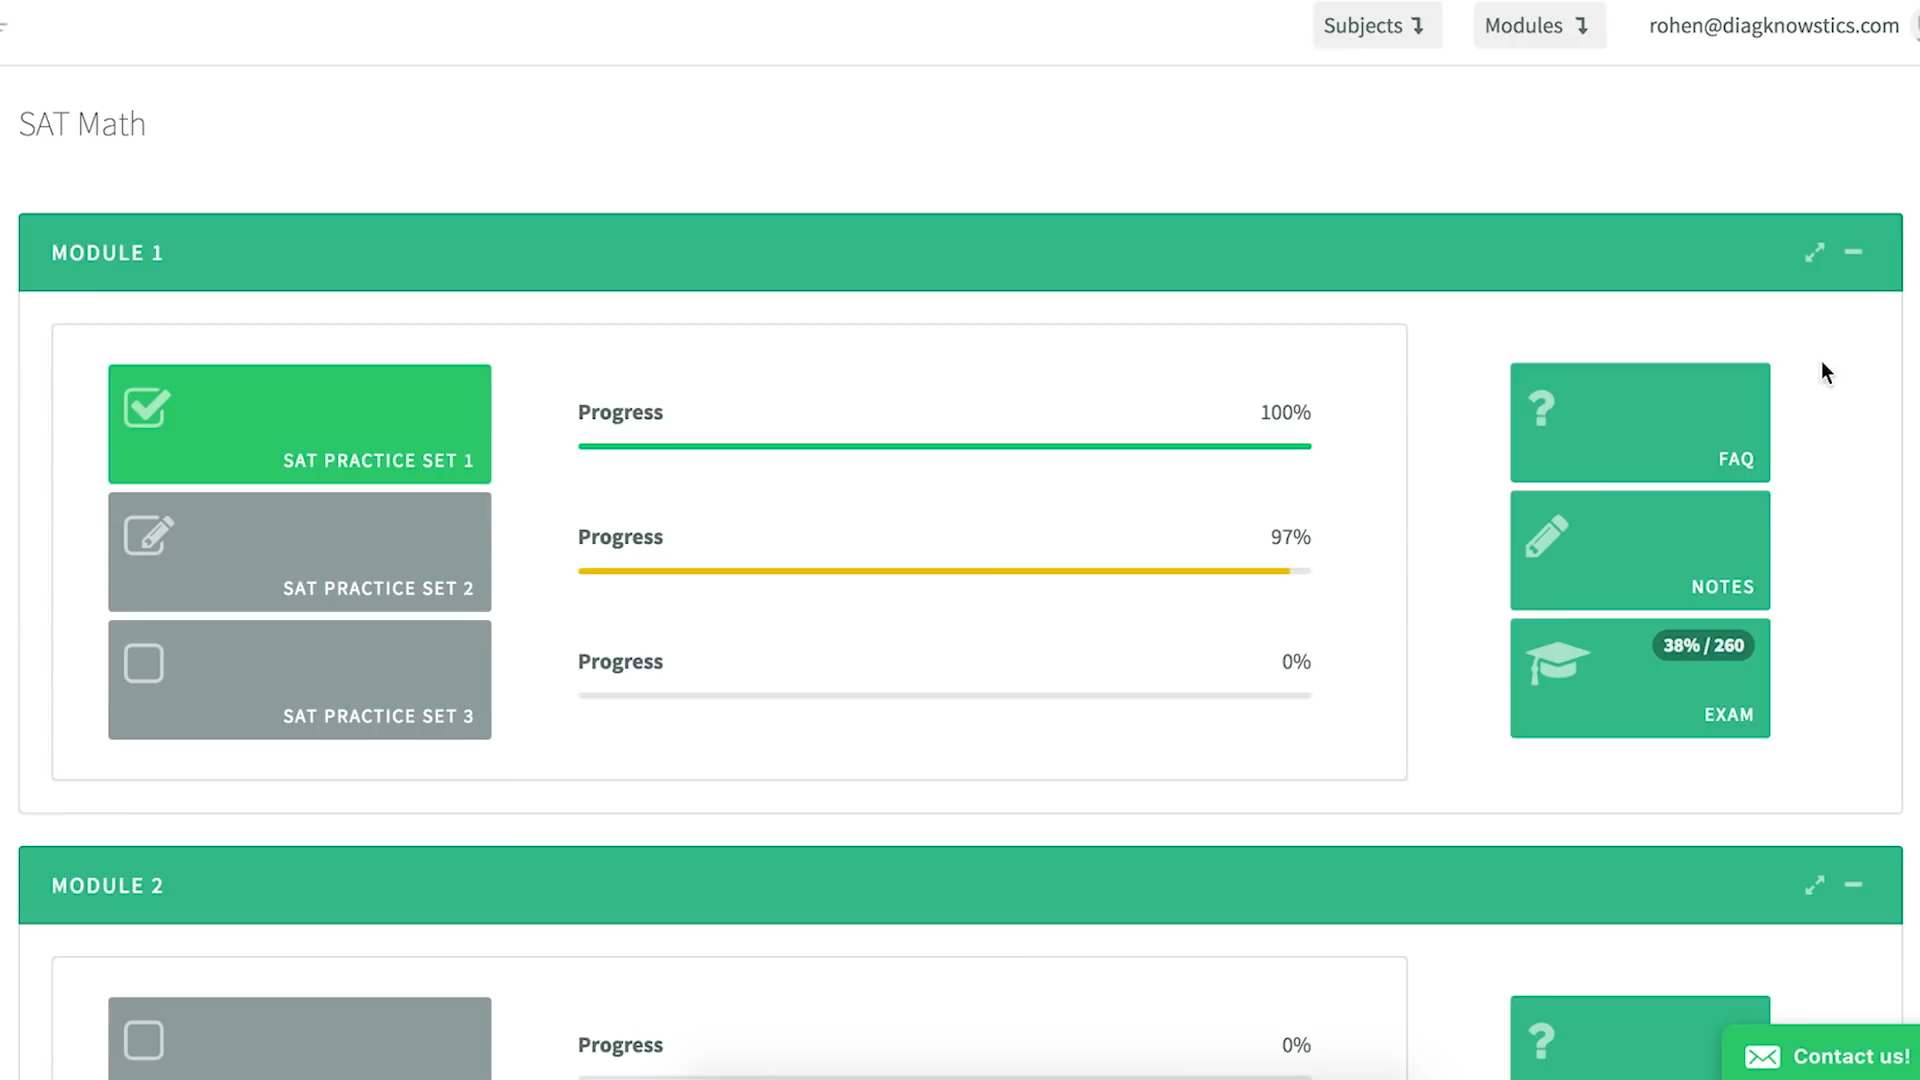 Subjects
Modules
rohen@diagknowstics.com
SAT Math
MODULE 1
SAT PRACTICE SET 1
Progress 100%
FAQ
SAT PRACTICE SET 2
Progress 97%
NOTES
SAT PRACTICE SET 3
Progress 0%
38% / 260
EXAM
MODULE 2
Progress 0%
Contact us!